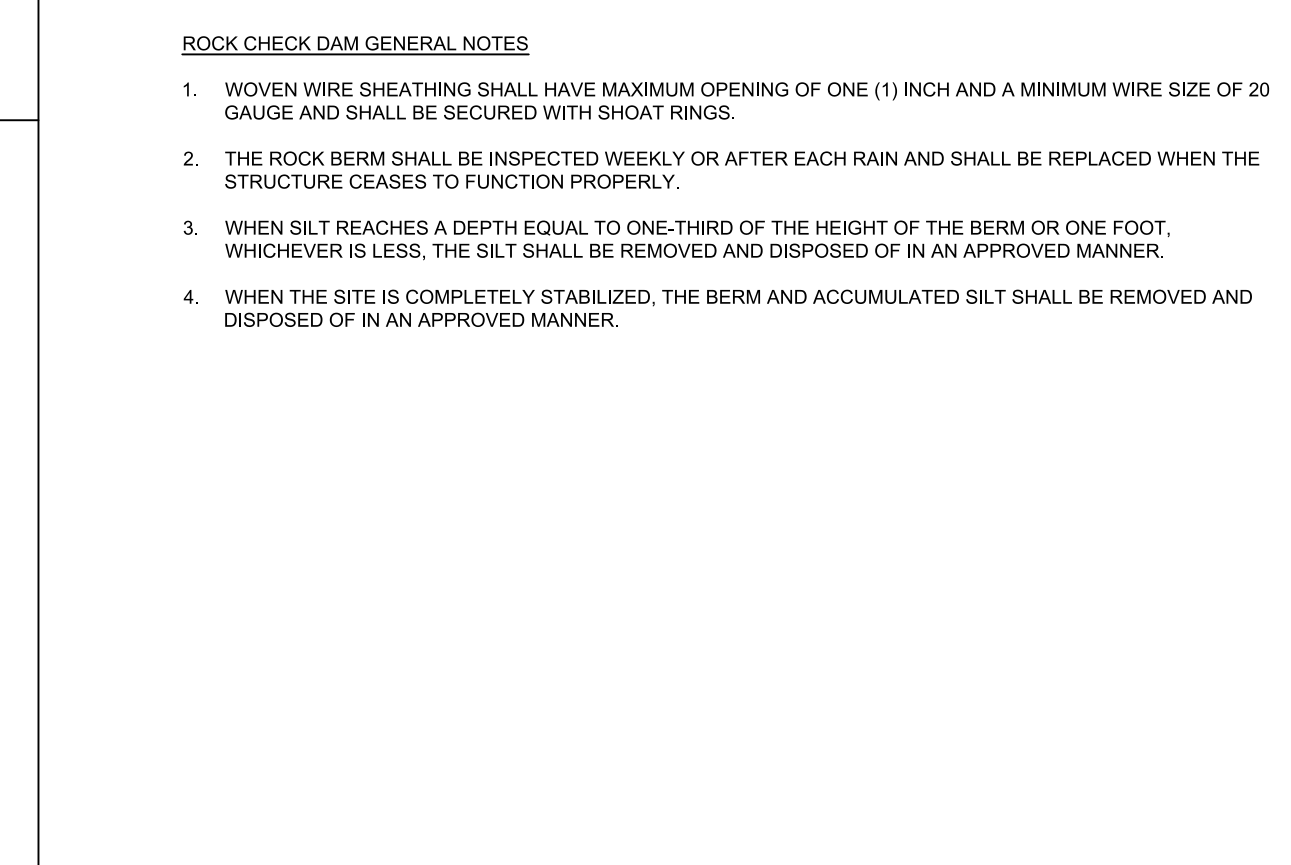 ROCK CHECK DAM GENERAL NOTES
1. WOVEN WIRE SHEATHING SHALL HAVE MAXIMUM OPENING OF ONE (1) INCH AND A MINIMUM WIRE SIZE OF 20
GAUGE AND SHALL BE SECURED WITH SHOAT RINGS.
2. THE ROCK BERM SHALL BE INSPECTED WEEKLY OR AFTER EACH RAIN AND SHALL BE REPLACED WHEN THE
STRUCTURE CEASES TO FUNCTION PROPERLY.
3. WHEN SILT REACHES A DEPTH EQUAL TO ONE-THIRD OF THE HEIGHT OF THE BERM OR ONE FOOT,
WHICHEVER IS LESS, THE SILT SHALL BE REMOVED AND DISPOSED OF IN AN APPROVED MANNER.
4. WHEN THE SITE IS COMPLETELY STABILIZED, THE BERM AND ACCUMULATED SILT SHALL BE REMOVED AND
DISPOSED OF IN AN APPROVED MANNER.